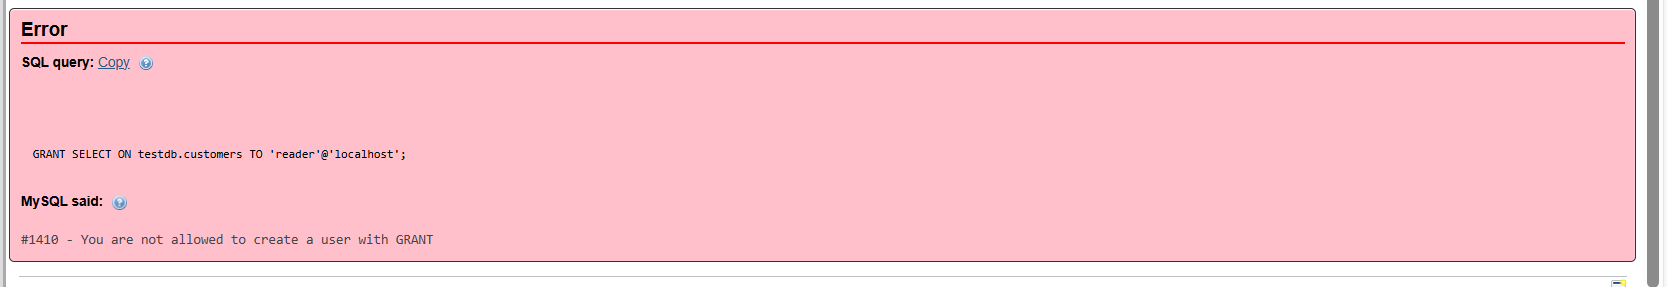 Error
SQL query: Copy
GRANT SELECT ON testdb.customers TO 'reader'@'localhost';
MySQL said:
#1410 - You are not allowed to create a user with GRANT